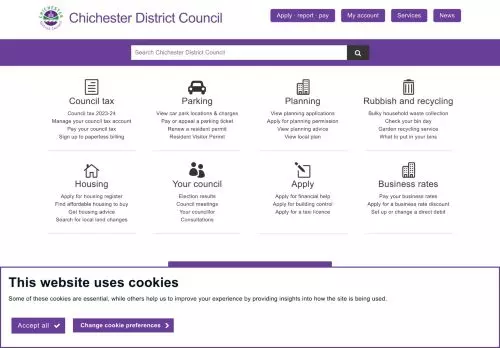 Chichester District Council
Apply · report · pay
My account
Services
News
Search Chichester District Council
Council tax
Council tax 2023-24
Manage your council tax account
Pay your council tax
Sign up to paperless billing
Parking
View car park locations & charges
Pay or appeal a parking ticket
Renew a resident permit
Resident Visitor Permit
Planning
View planning applications
Apply for planning permission
View planning advice
View local plan
Rubbish and recycling
Bulky household waste collection
Check your bin day
Garden recycling service
What to put in your bins
Housing
Apply for housing register
Find affordable housing to buy
Get housing advice
Search for local land changes
Your council
Election results
Council meetings
Your councillor
Consultations
Apply
Apply for financial help
Apply for building control
Apply for a taxi licence
Business rates
Pay your business rates
Apply for a business rate discount
Set up or change a direct debit
This website uses cookies
Some of these cookies are essential, while others help us to improve your experience by providing insights into how the site is being used.
Accept all
Change cookie preferences